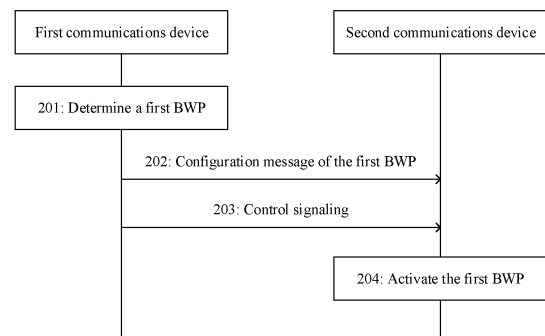 First communications device
Second communications device
201: Determine a first BWP
202: Configuration message of the first BWP
203: Control signaling
204: Activate the first BWP